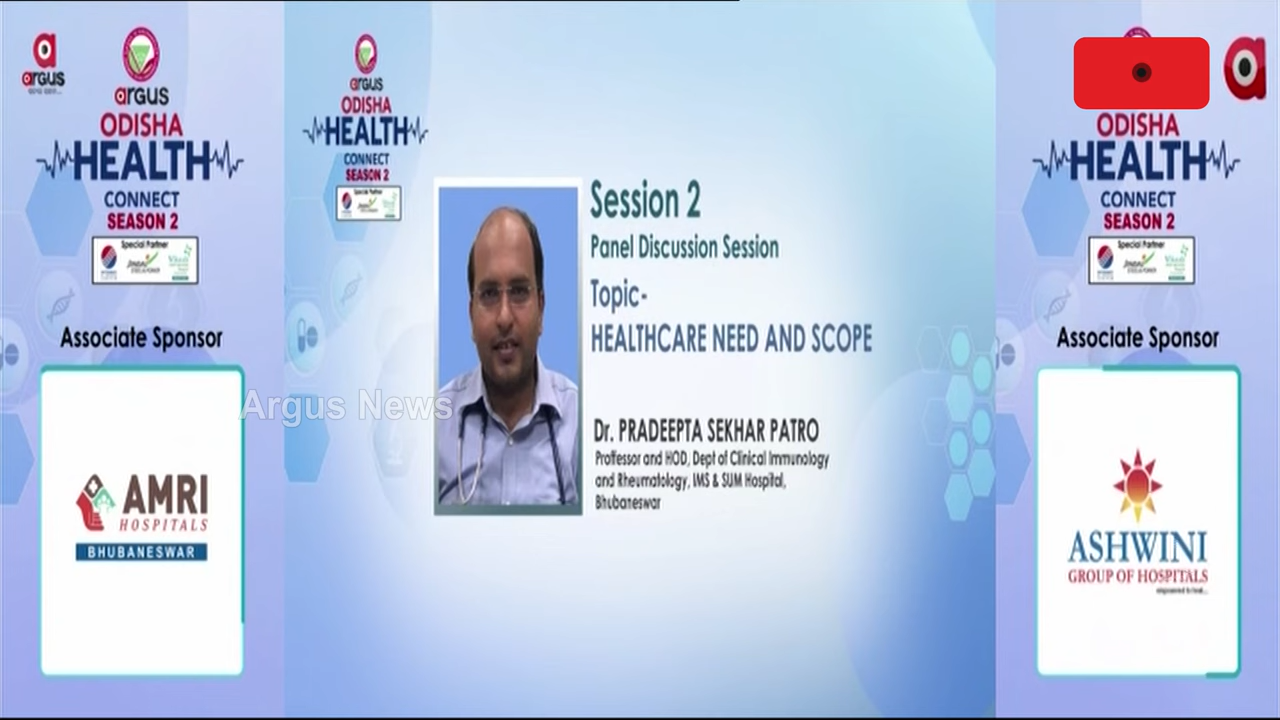 argus
argus
ODISHA
HEALTH
CONNECT
SEASON 2
Special Partner
Associate Sponsor
AMRI
HOSPITALS
BHUBANESWAR
argus
ODISHA
HEALTH
CONNECT
SEASON 2
Special Partner
Session 2
Panel Discussion Session
Topic-
HEALTHCARE NEED AND SCOPE
Dr. PRADEEPTA SEKHAR PATRO
Proffessor and HOD, Dept of Clinical Immunology
and Rheumatology, IMS & SUM Hospital,
Bhubaneswar
Argus News
ODISHA
HEALTH
CONNECT
SEASON 2
Special Partner
Associate Sponsor
ASHWINI
GROUP OF HOSPITALS